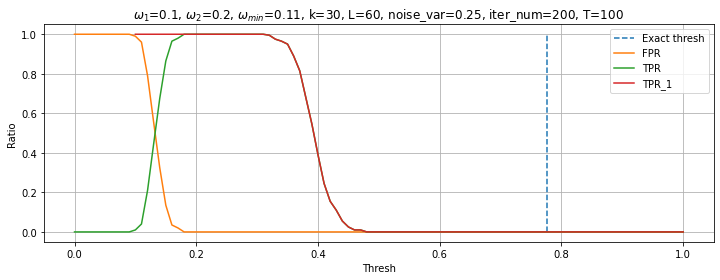 ω₁=0.1, ω₂=0.2, ωₘᵢₙ=0.11, k=30, L=60, noise_var=0.25, iter_num=200, T=100
Exact thresh
FPR
TPR
TPR_1
Ratio
1.0
0.8
0.6
0.4
0.2
0.0
0.0 0.2 0.4 0.6 0.8 1.0
Thresh